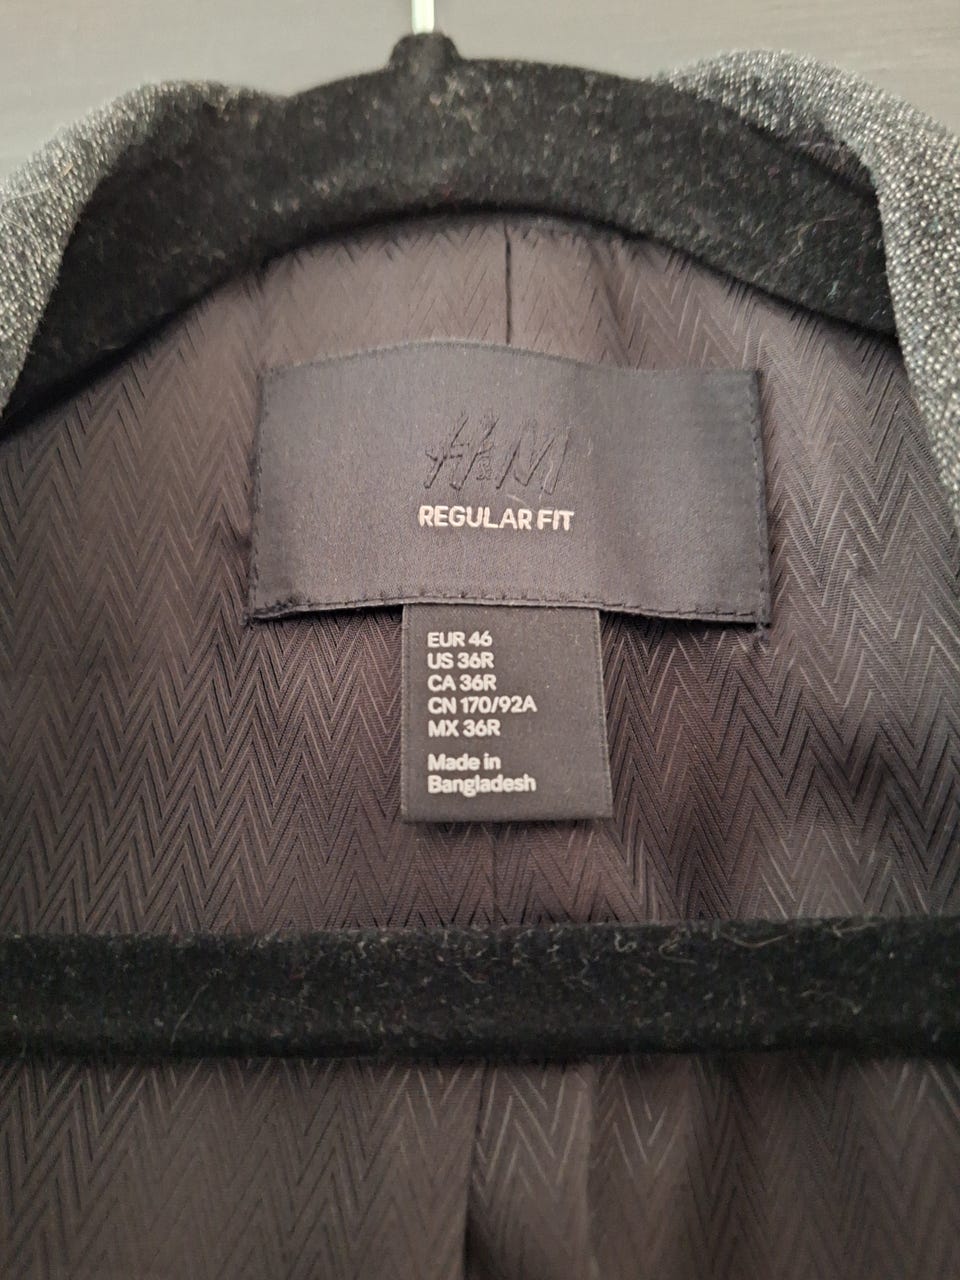 H&M
REGULAR FIT
EUR 46
US 36R
CA 36R
CN 170/92A
MX 36R
Made in
Bangladesh